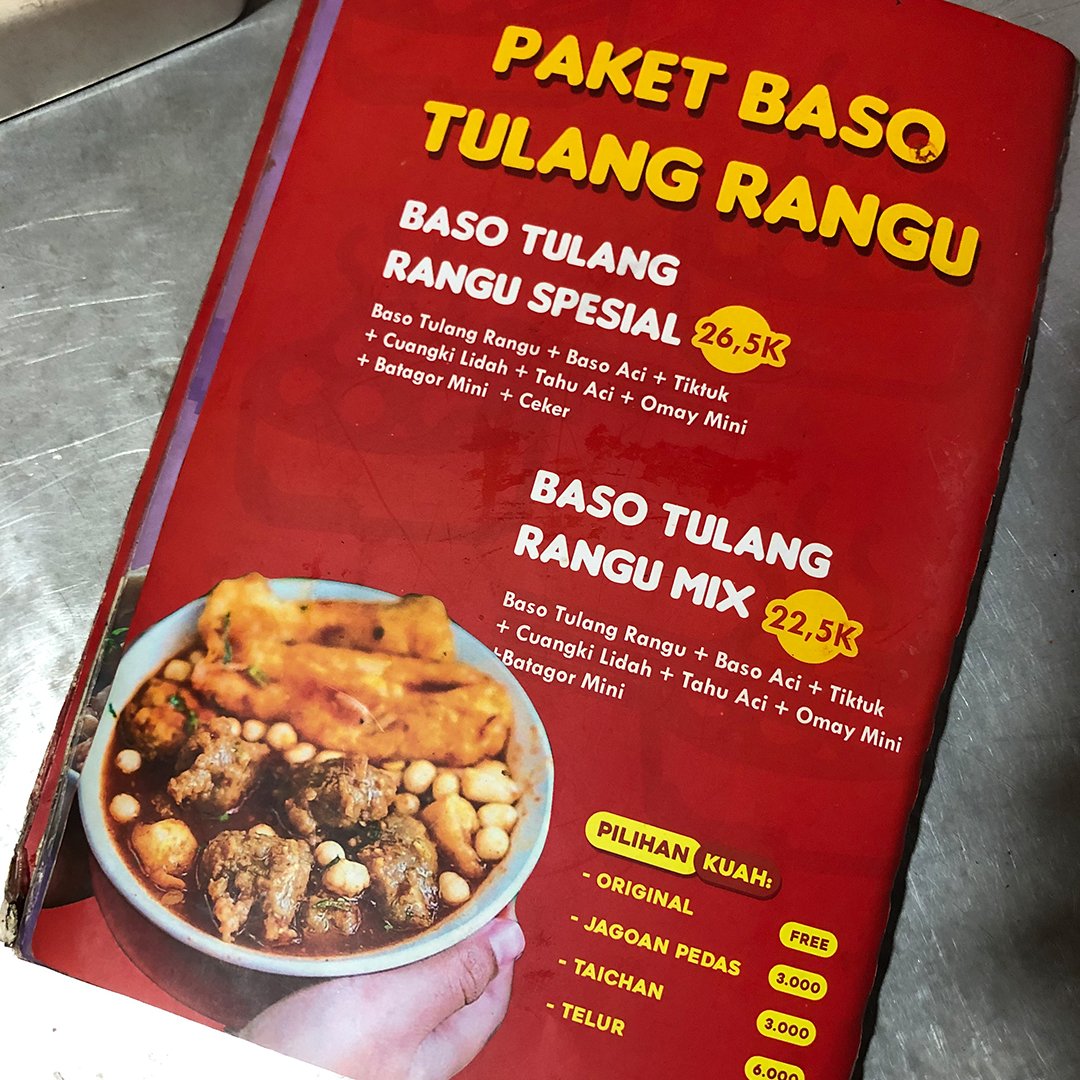 PAKET BASO
TULANG RANGU
BASO TULANG
RANGU SPESIAL 26,5K
Baso Tulang Rangu + Baso Aci + Tiktuk
+ Cuangki Lidah + Tahu Aci + Omay Mini
+ Batagor Mini + Ceker
BASO TULANG
RANGU MIX 22,5K
Baso Tulang Rangu + Baso Aci + Tiktuk
+ Cuangki Lidah + Tahu Aci + Omay Mini
+Batagor Mini
PILIHAN KUAH:
- ORIGINAL FREE
- JAGOAN PEDAS 3.000
- TAICHAN 3.000
- TELUR 6.000